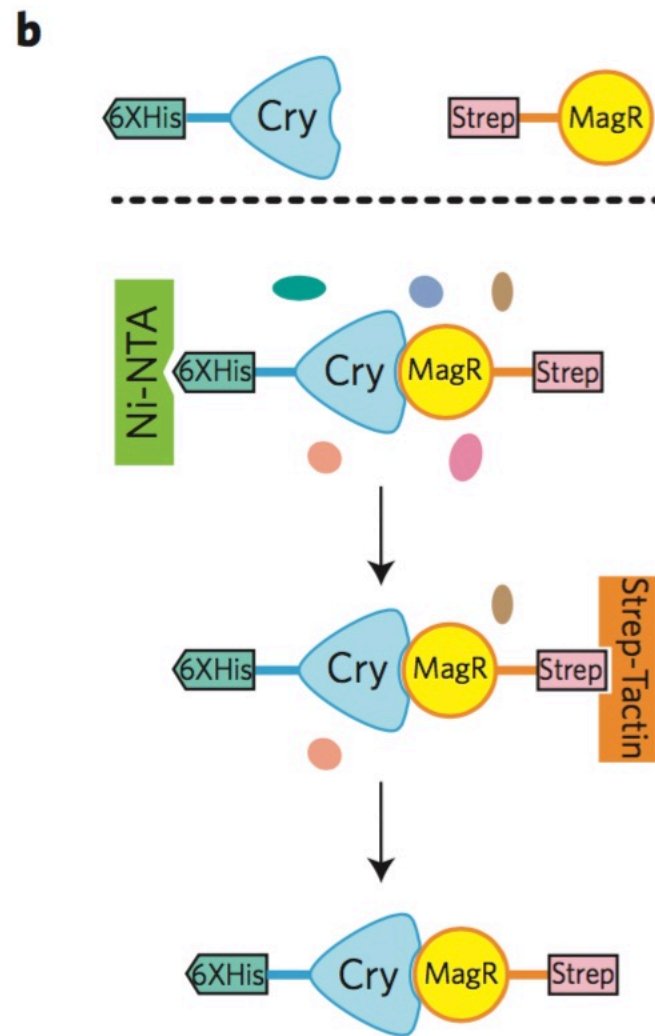 b
6XHis Cry Strep MagR
Ni-NTA 6XHis Cry MagR Strep
6XHis Cry MagR Strep Strep-Tactin
6XHis Cry MagR Strep